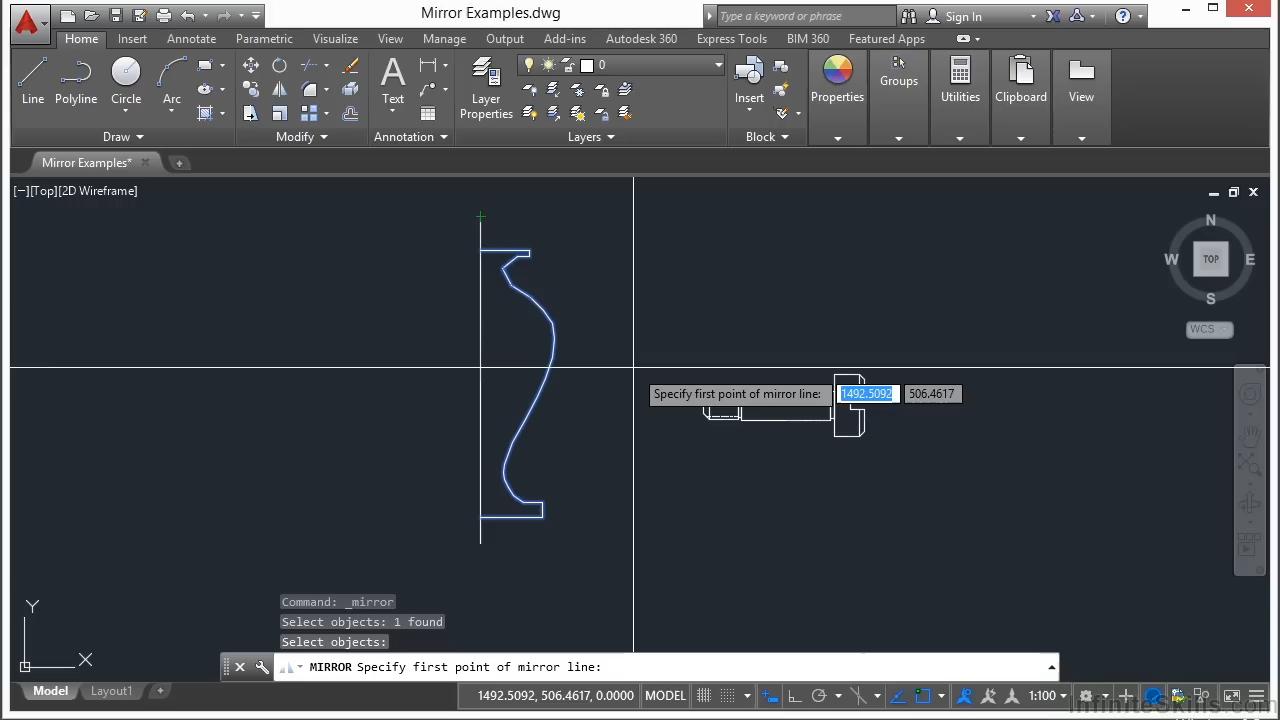 Mirror Examples.dwg
Type a keyword or phrase
Sign In
Home Insert Annotate Parametric Visualize View Manage Output Add-ins Autodesk 360 Express Tools BIM 360 Featured Apps
0
Line Polyline Circle Arc
Text
Layer
Properties
Insert
Properties
Groups
Utilities
Clipboard
View
Draw Modify Annotation Layers Block
Mirror Examples*
[−][Top][2D Wireframe]
N
W TOP E
S
WCS
Specify first point of mirror line: 1492.5092 506.4617
Y
X
Command: _mirror
Select objects: 1 found
Select objects:
MIRROR Specify first point of mirror line:
Model Layout1
1492.5092, 506.4617, 0.0000 MODEL 1:100
InfiniteSkills.com